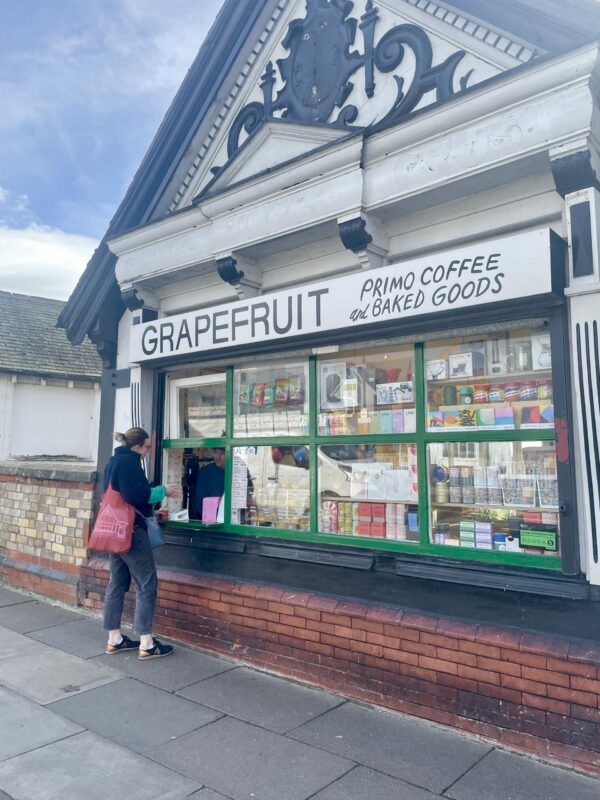 GRAPEFRUIT
PRIMO COFFEE
and BAKED GOODS